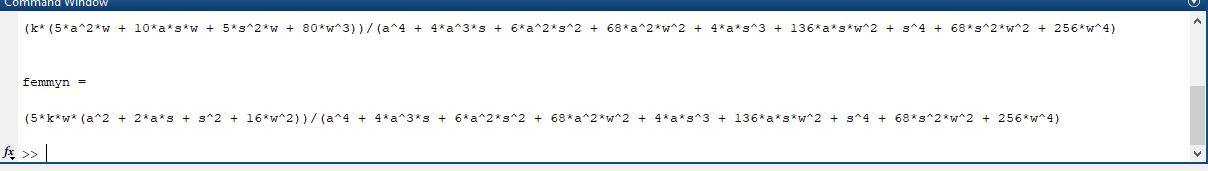 Command Window
(k*(5*a^2*w + 10*a*s*w + 5*s^2*w + 80*w^3))/(a^4 + 4*a^3*s + 6*a^2*s^2 + 68*a^2*w^2 + 4*a*s^3 + 136*a*s*w^2 + s^4 + 68*s^2*w^2 + 256*w^4)
femmyn =
(5*k*w*(a^2 + 2*a*s + s^2 + 16*w^2))/(a^4 + 4*a^3*s + 6*a^2*s^2 + 68*a^2*w^2 + 4*a*s^3 + 136*a*s*w^2 + s^4 + 68*s^2*w^2 + 256*w^4)
fx >>